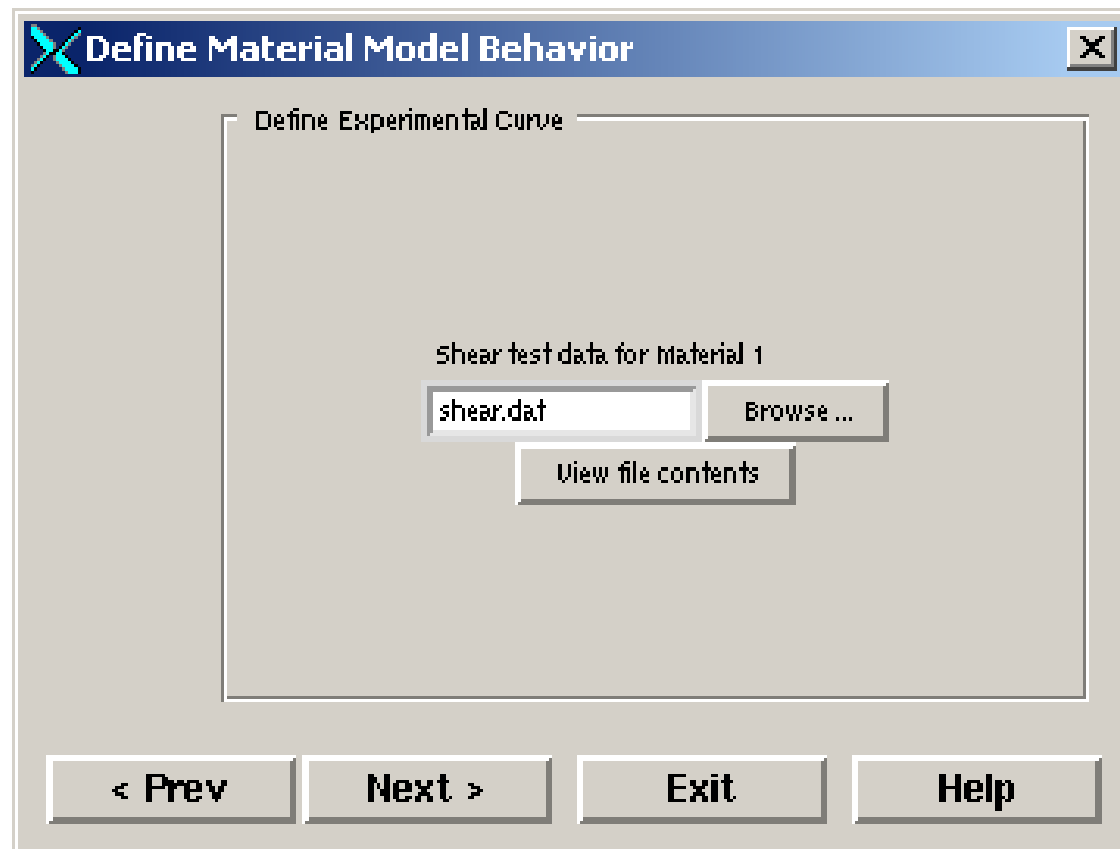 Define Material Model Behavior
Define Experimental Curve
Shear test data for Material 1
shear.dat
Browse ...
View file contents
< Prev
Next >
Exit
Help